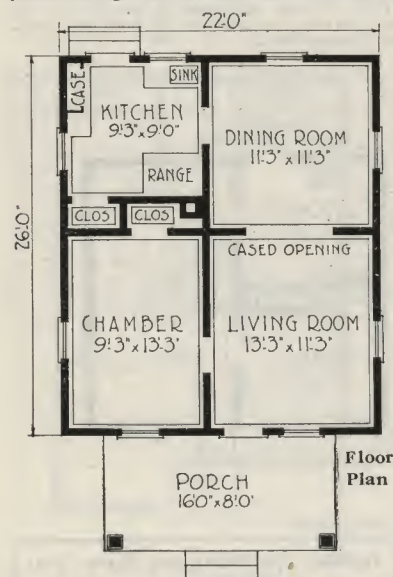 22'0"
26'0"
CASE
SINK
KITCHEN
9'3" x 9'0"
RANGE
DINING ROOM
11'3" x 11'3"
CLOS
CLOS
CASED OPENING
CHAMBER
9'3" x 13'3"
LIVING ROOM
13'3" x 11'3"
PORCH
16'0" x 8'0"
Floor
Plan